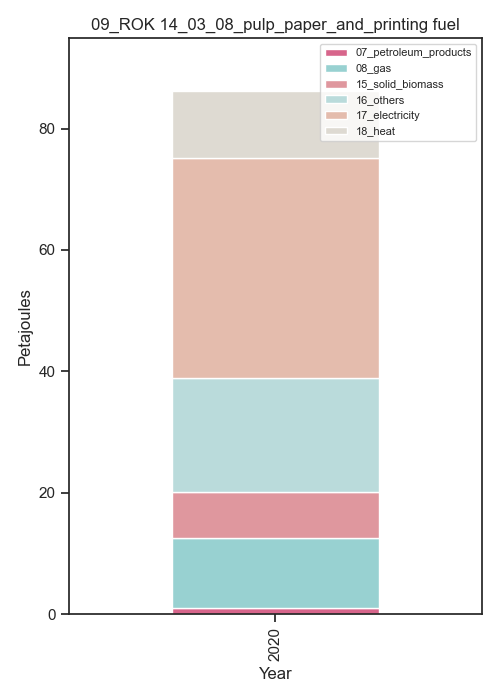 09_ROK 14_03_08_pulp_paper_and_printing fuel
07_petroleum_products
08_gas
15_solid_biomass
16_others
17_electricity
18_heat
80
60
40
20
0
Petajoules
2020
Year